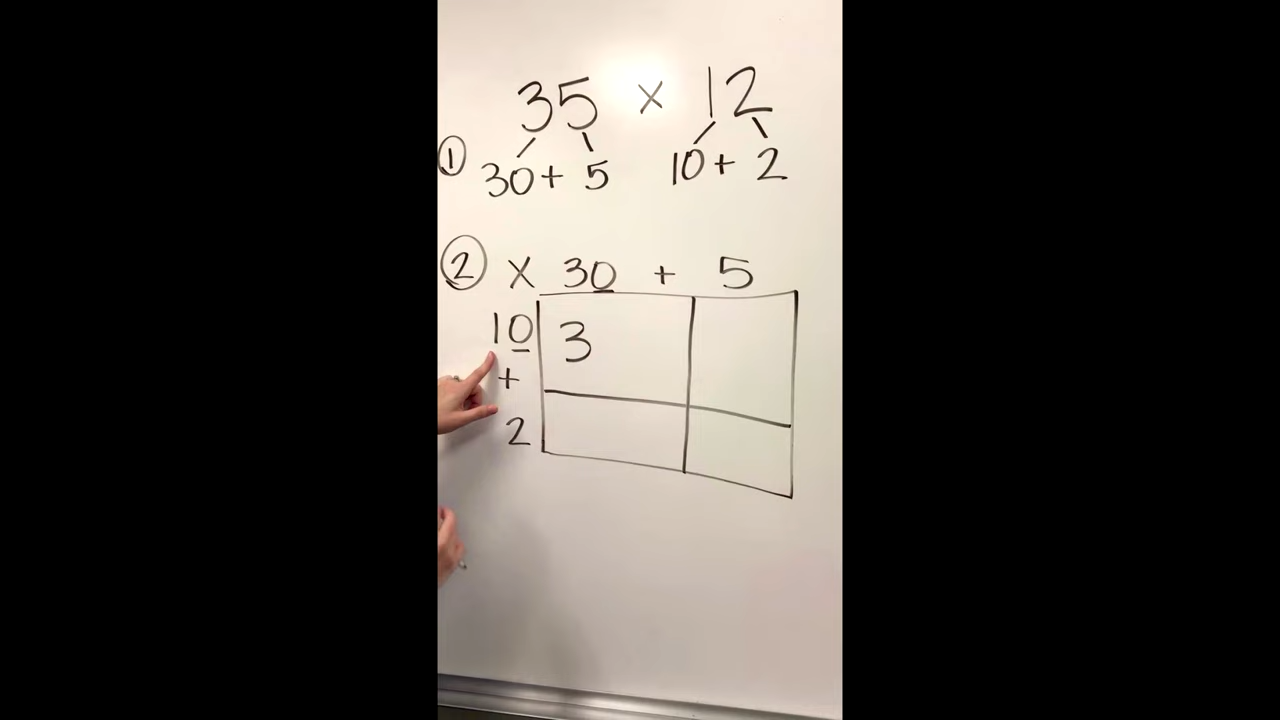 35 × 12
① 30 + 5 10 + 2
② × 30 + 5
10 3
+
2